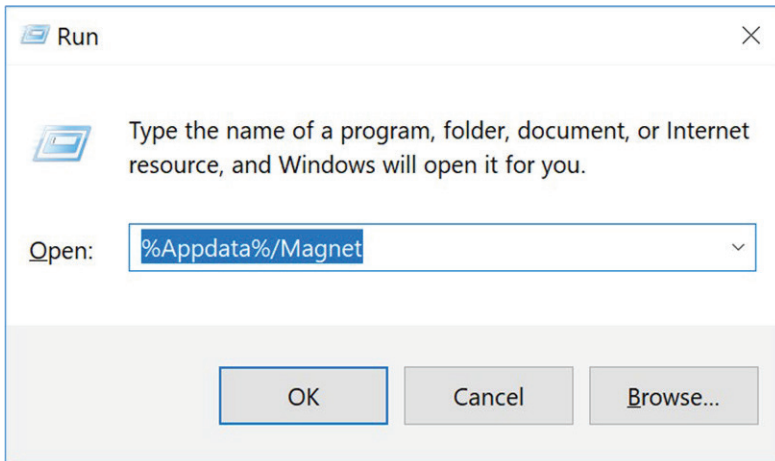 Run
Type the name of a program, folder, document, or Internet
resource, and Windows will open it for you.
Open: %Appdata%/Magnet
OK Cancel Browse...